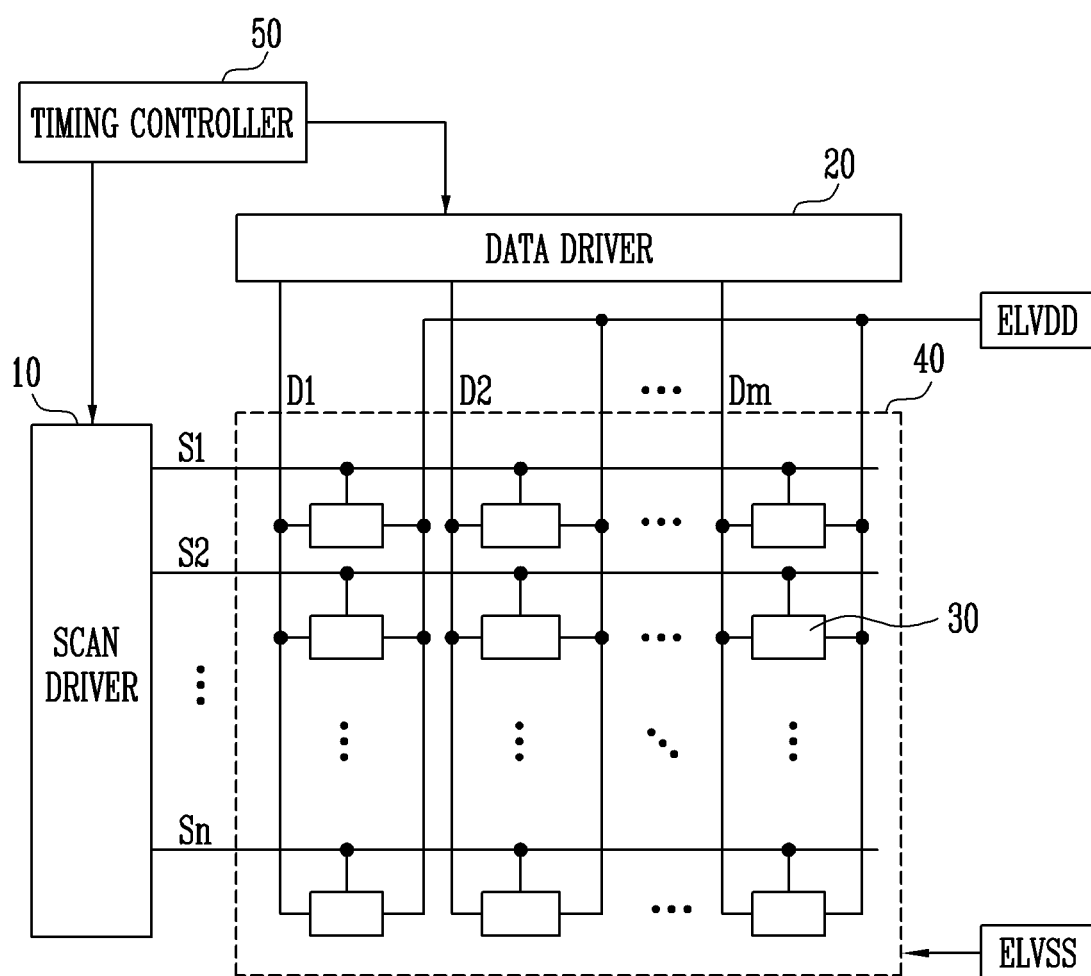 50
TIMING CONTROLLER
20
DATA DRIVER
ELVDD
10
40
D1 D2 Dm
S1
S2
30
SCAN
DRIVER
Sn
ELVSS